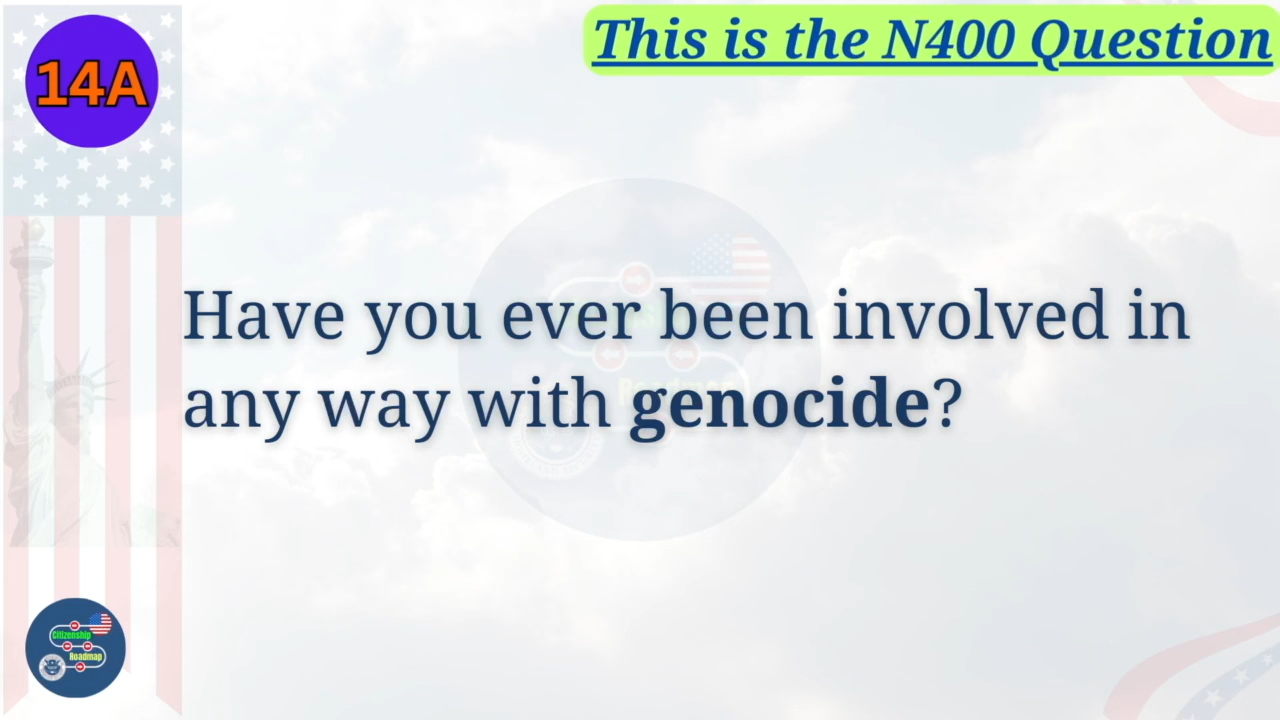 14A
This is the N400 Question
Have you ever been involved in
any way with genocide?
Citizenship
Roadmap